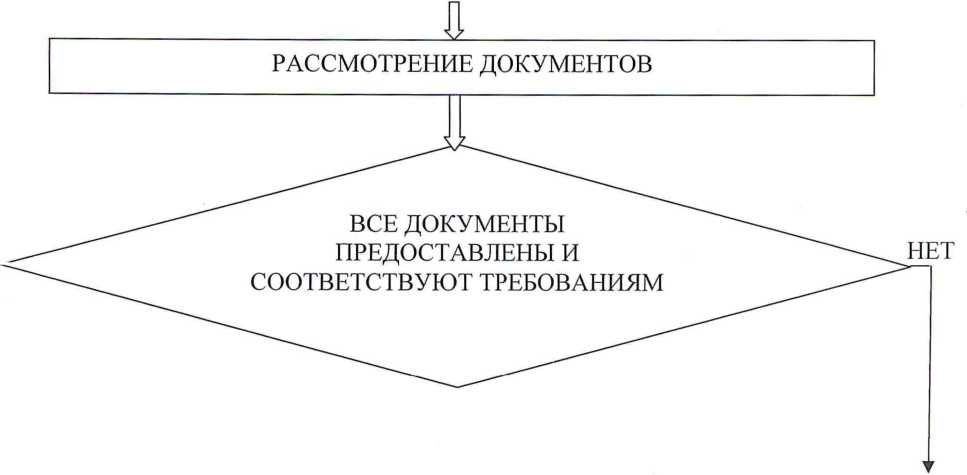 РАССМОТРЕНИЕ ДОКУМЕНТОВ
ВСЕ ДОКУМЕНТЫ
ПРЕДОСТАВЛЕНЫ И
СООТВЕТСТВУЮТ ТРЕБОВАНИЯМ
НЕТ